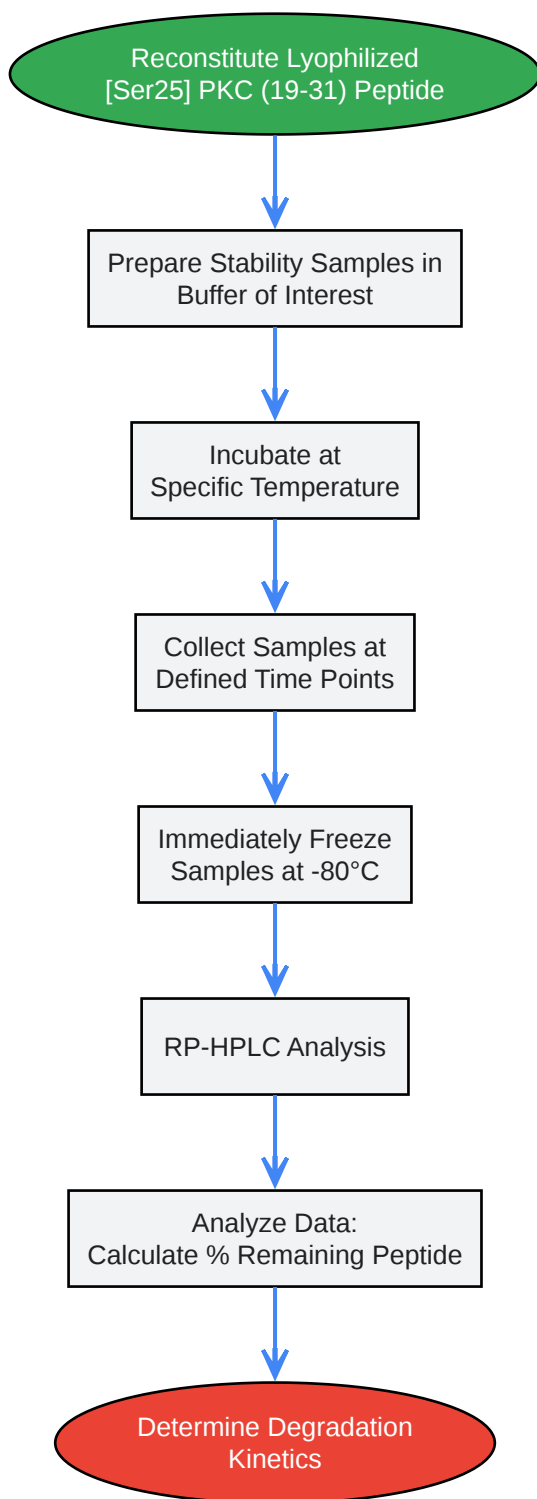 Reconstitute Lyophilized
[Ser25] PKC (19-31) Peptide
Prepare Stability Samples in
Buffer of Interest
Incubate at
Specific Temperature
Collect Samples at
Defined Time Points
Immediately Freeze
Samples at -80°C
RP-HPLC Analysis
Analyze Data:
Calculate % Remaining Peptide
Determine Degradation
Kinetics